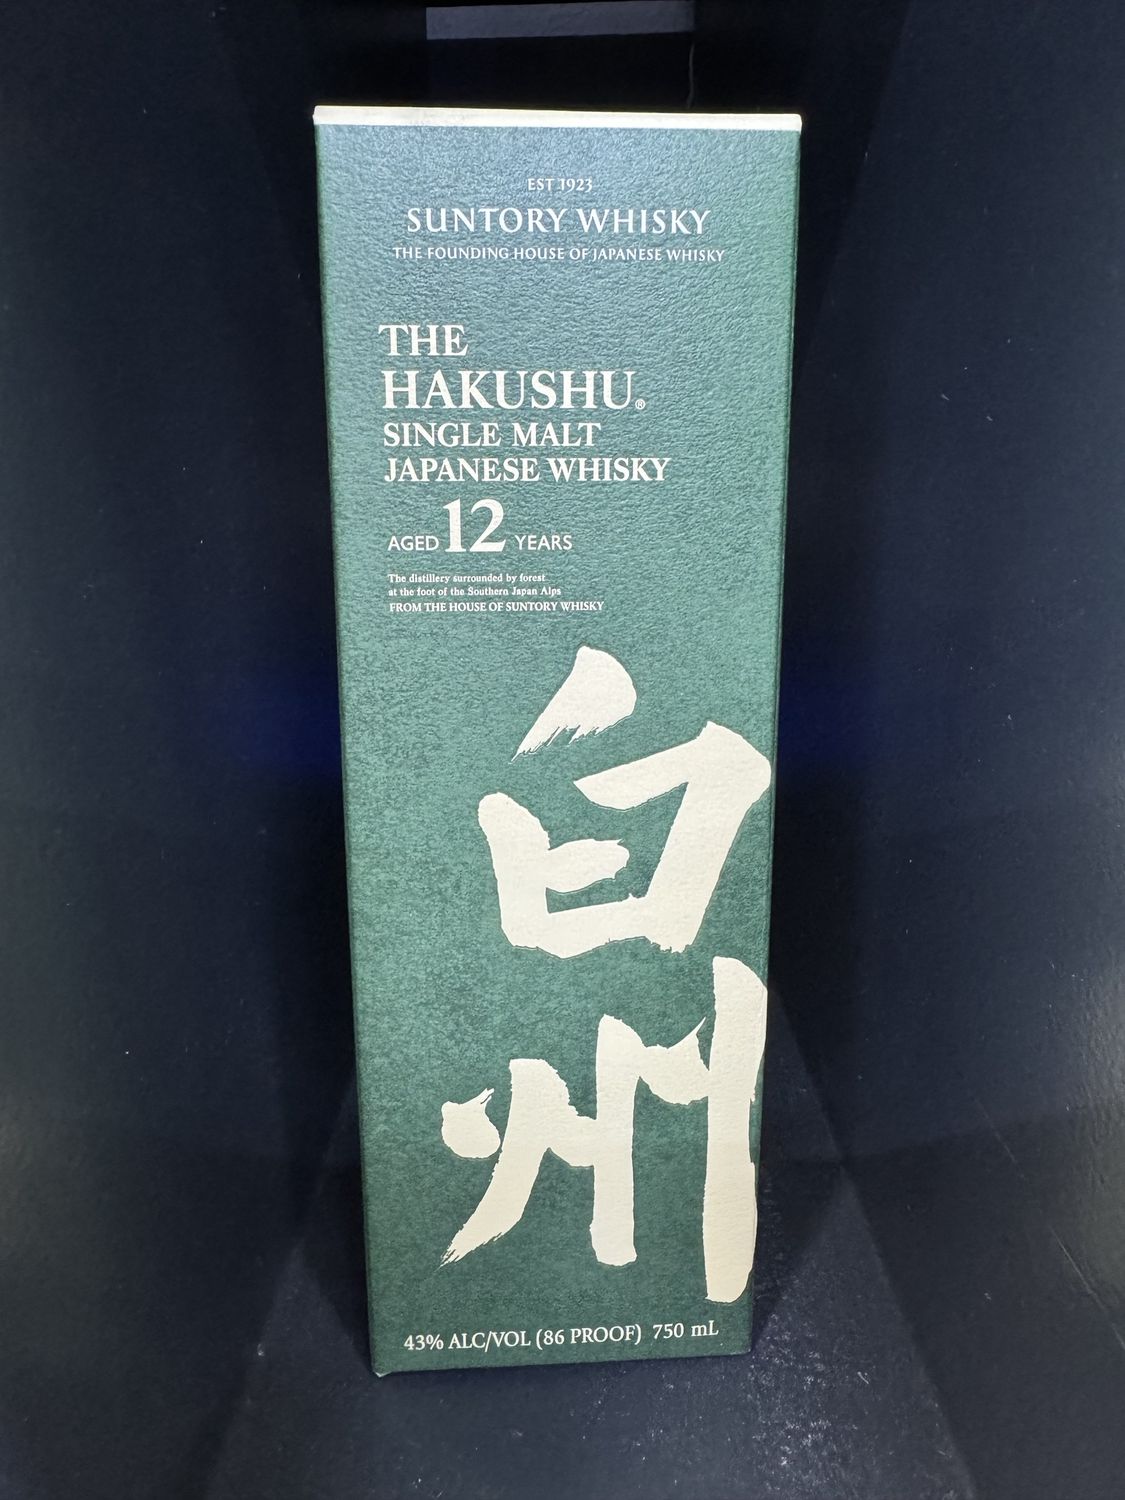 EST 1923
SUNTORY WHISKY
THE FOUNDING HOUSE OF JAPANESE WHISKY
THE
HAKUSHU®
SINGLE MALT
JAPANESE WHISKY
AGED 12 YEARS
The distillery surrounded by forest
at the foot of the Southern Japan Alps
FROM THE HOUSE OF SUNTORY WHISKY
白
州
43% ALC/VOL (86 PROOF) 750 mL